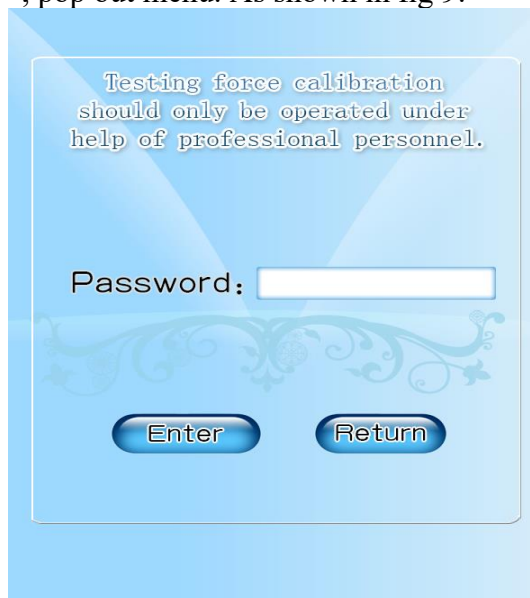 , pop out menu. As shown in fig 9.
Testing force calibration
should only be operated under
help of professional personnel.
Password:
Enter
Return